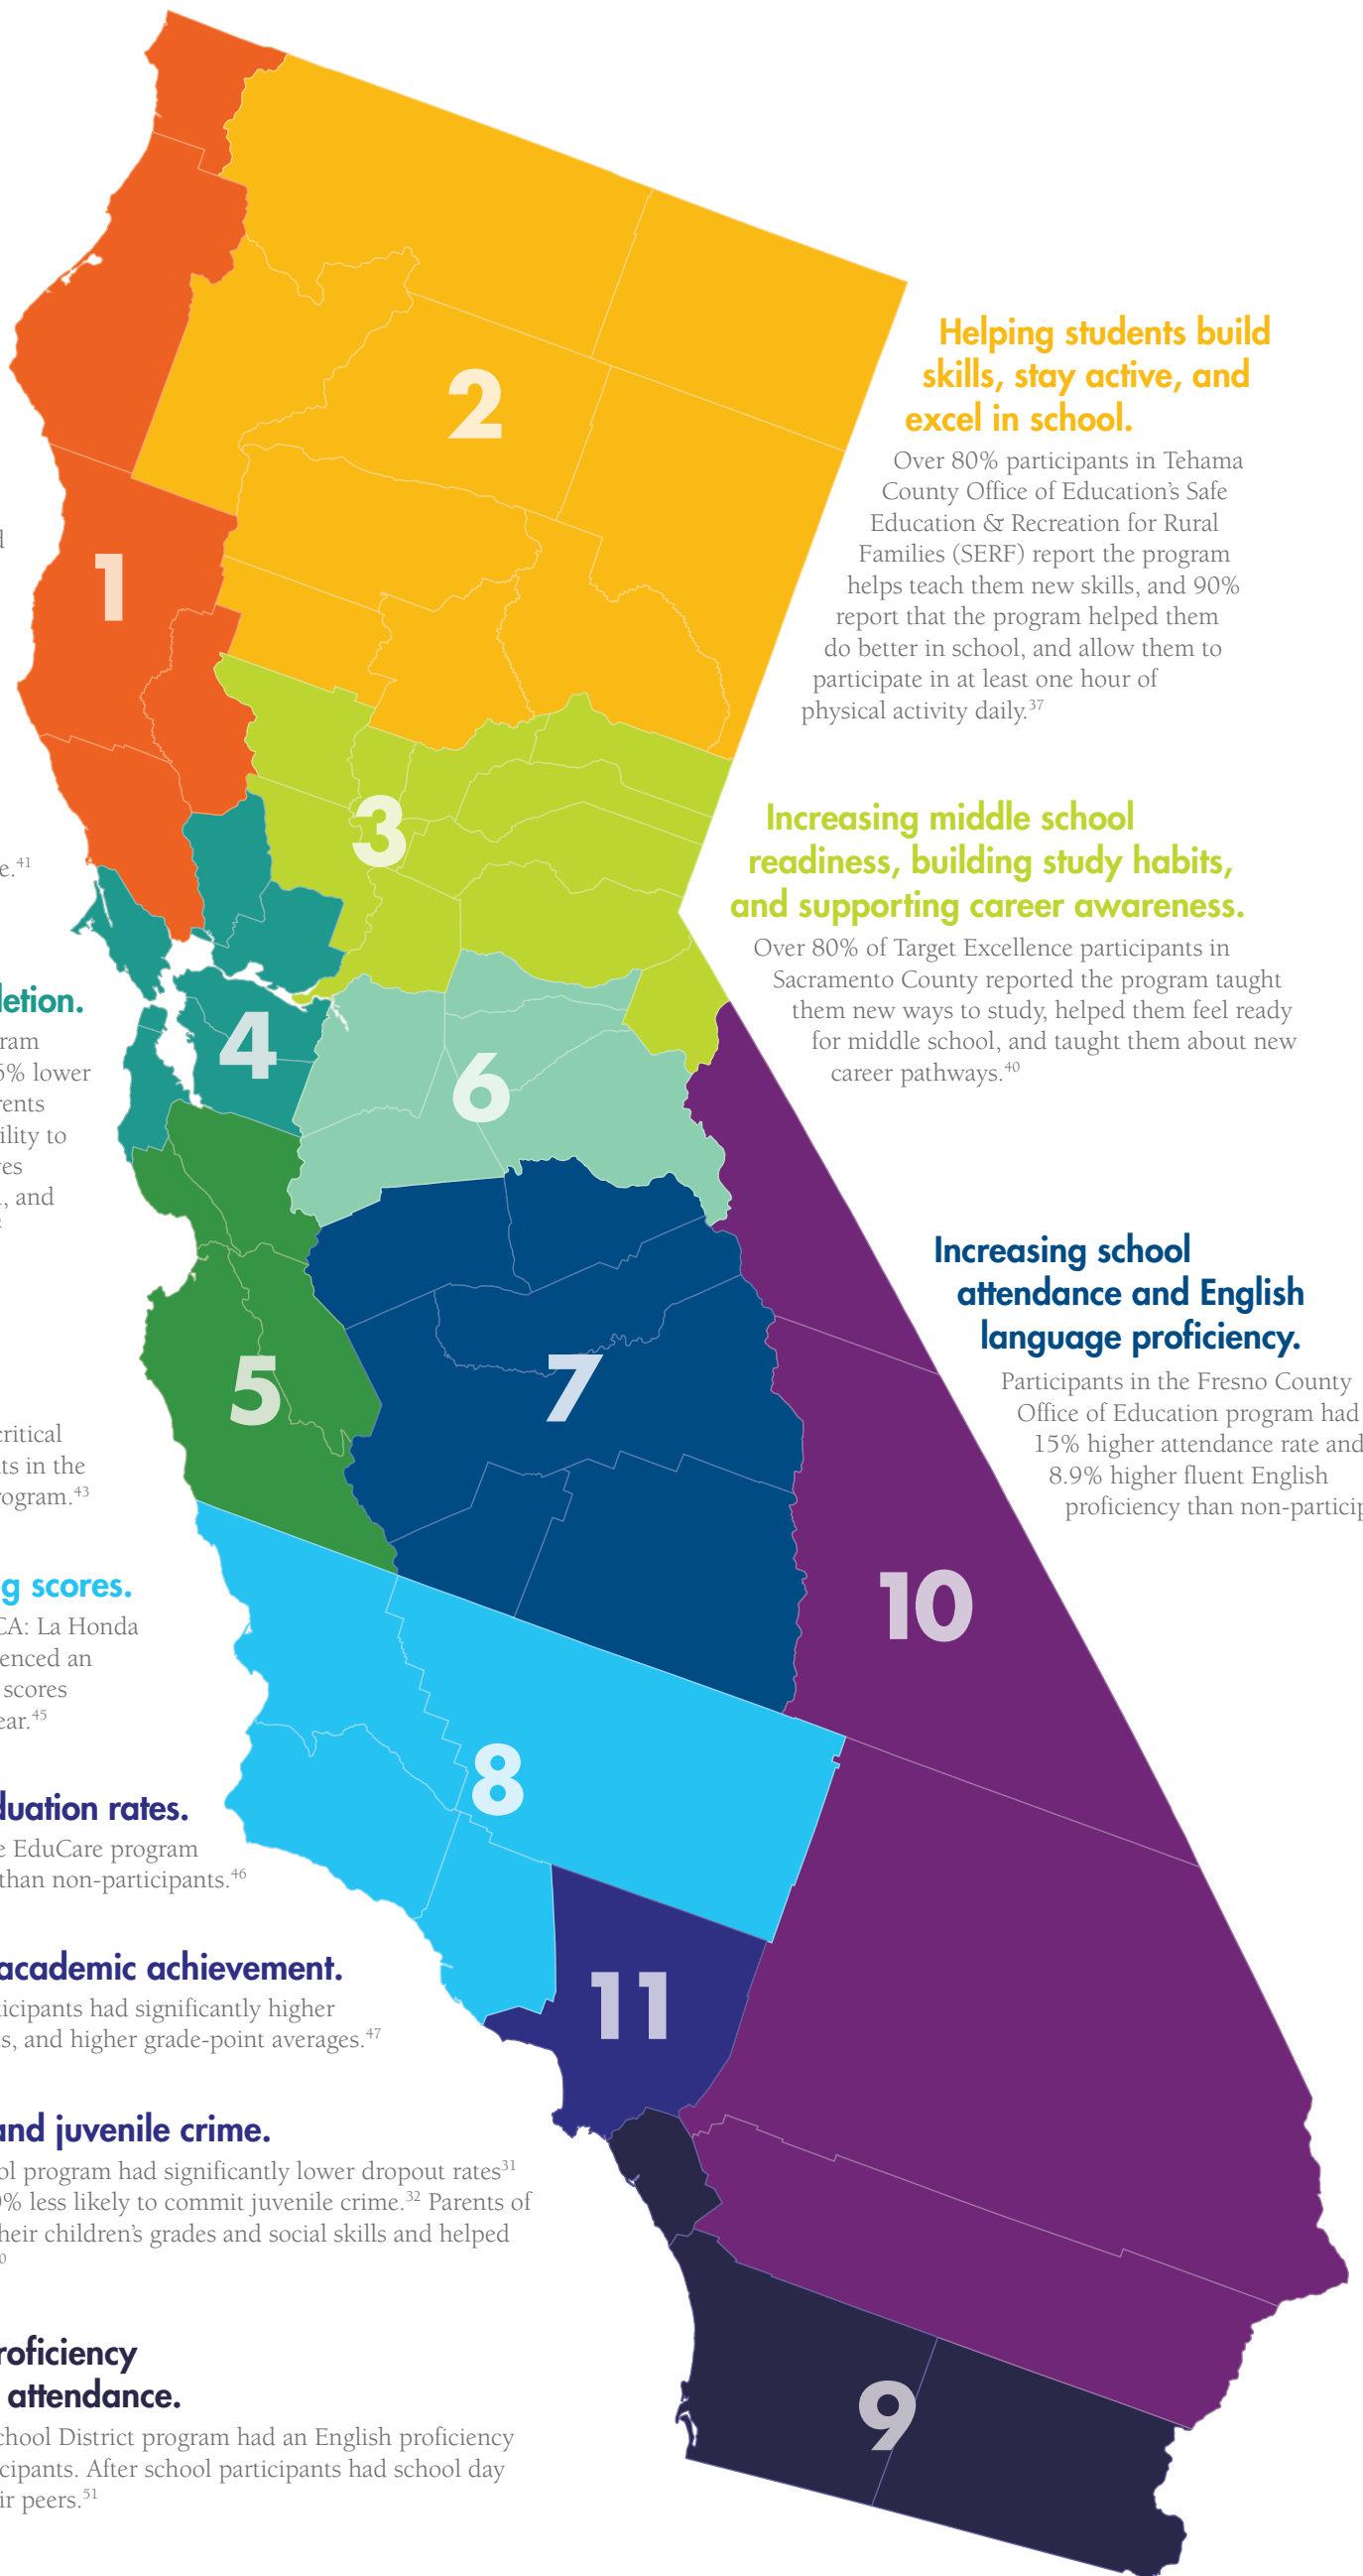 1
2
3
4
5
6
7
8
9
10
11
Helping students build
skills, stay active, and
excel in school.
Over 80% participants in Tehama
County Office of Education's Safe
Education & Recreation for Rural
Families (SERF) report the program
helps teach them new skills, and 90%
report that the program helped them
do better in school, and allow them to
participate in at least one hour of
physical activity daily.37
Increasing middle school
readiness, building study habits,
and supporting career awareness.
Over 80% of Target Excellence participants in
Sacramento County reported the program taught
them new ways to study, helped them feel ready
for middle school, and taught them about new
career pathways.40
Increasing school
attendance and English
language proficiency.
Participants in the Fresno County
Office of Education program had
15% higher attendance rate and
8.9% higher fluent English
proficiency than non-particip
e.41
letion.
ram
5% lower
rents
ility to
res
, and
critical
ts in the
rogram.43
g scores.
CA: La Honda
enced an
scores
ear.45
duation rates.
e EduCare program
than non-participants.46
academic achievement.
icipants had significantly higher
s, and higher grade-point averages.47
and juvenile crime.
ol program had significantly lower dropout rates31
0% less likely to commit juvenile crime.32 Parents of
heir children's grades and social skills and helped
roficiency
attendance.
chool District program had an English proficiency
cipants. After school participants had school day
ir peers.51